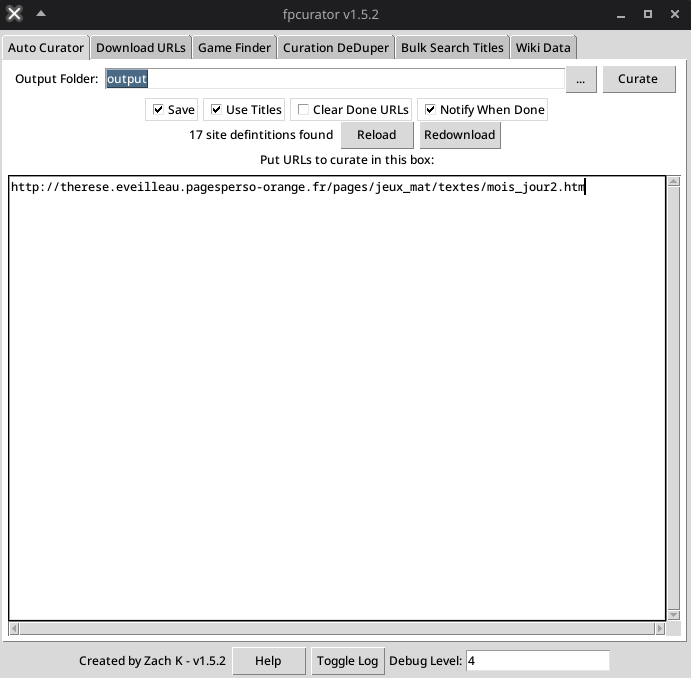 fpcurator v1.5.2
Auto Curator Download URLs Game Finder Curation DeDuper Bulk Search Titles Wiki Data
Output Folder: output ... Curate
Save Use Titles Clear Done URLs Notify When Done
17 site defintitions found Reload Redownload
Put URLs to curate in this box:
http://therese.eveilleau.pagesperso-orange.fr/pages/jeux_mat/textes/mois_jour2.htm
Created by Zach K - v1.5.2 Help Toggle Log Debug Level: 4